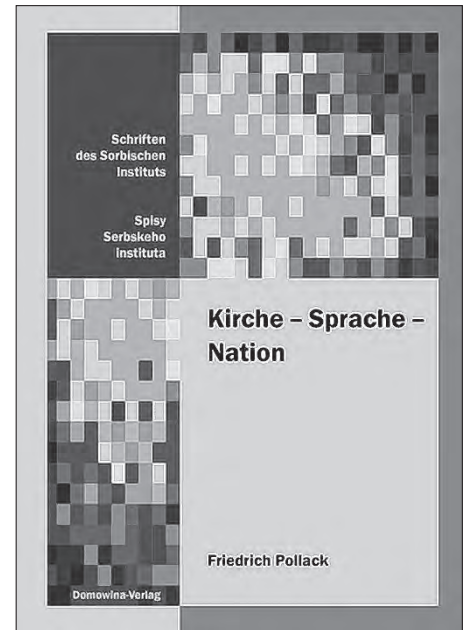 Schriften
des Sorbischen
Instituts
Spisy
Serbskeho
instituta
Kirche – Sprache –
Nation
Friedrich Pollack
Domowina-Verlag